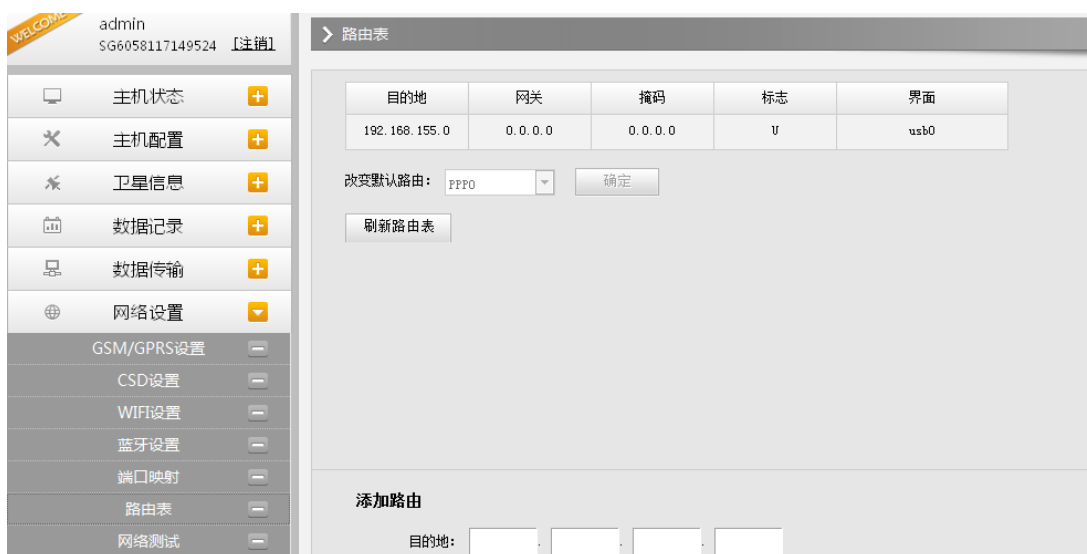 WELCOME
admin
SG6058117149524 [注销]
主机状态
主机配置
卫星信息
数据记录
数据传输
网络设置
GSM/GPRS设置
CSD设置
WIFI设置
蓝牙设置
端口映射
路由表
网络测试
路由表
目的地 网关 掩码 标志 界面
192.168.155.0 0.0.0.0 0.0.0.0 U usb0
改变默认路由: PPP0 确定
刷新路由表
添加路由
目的地: . . .